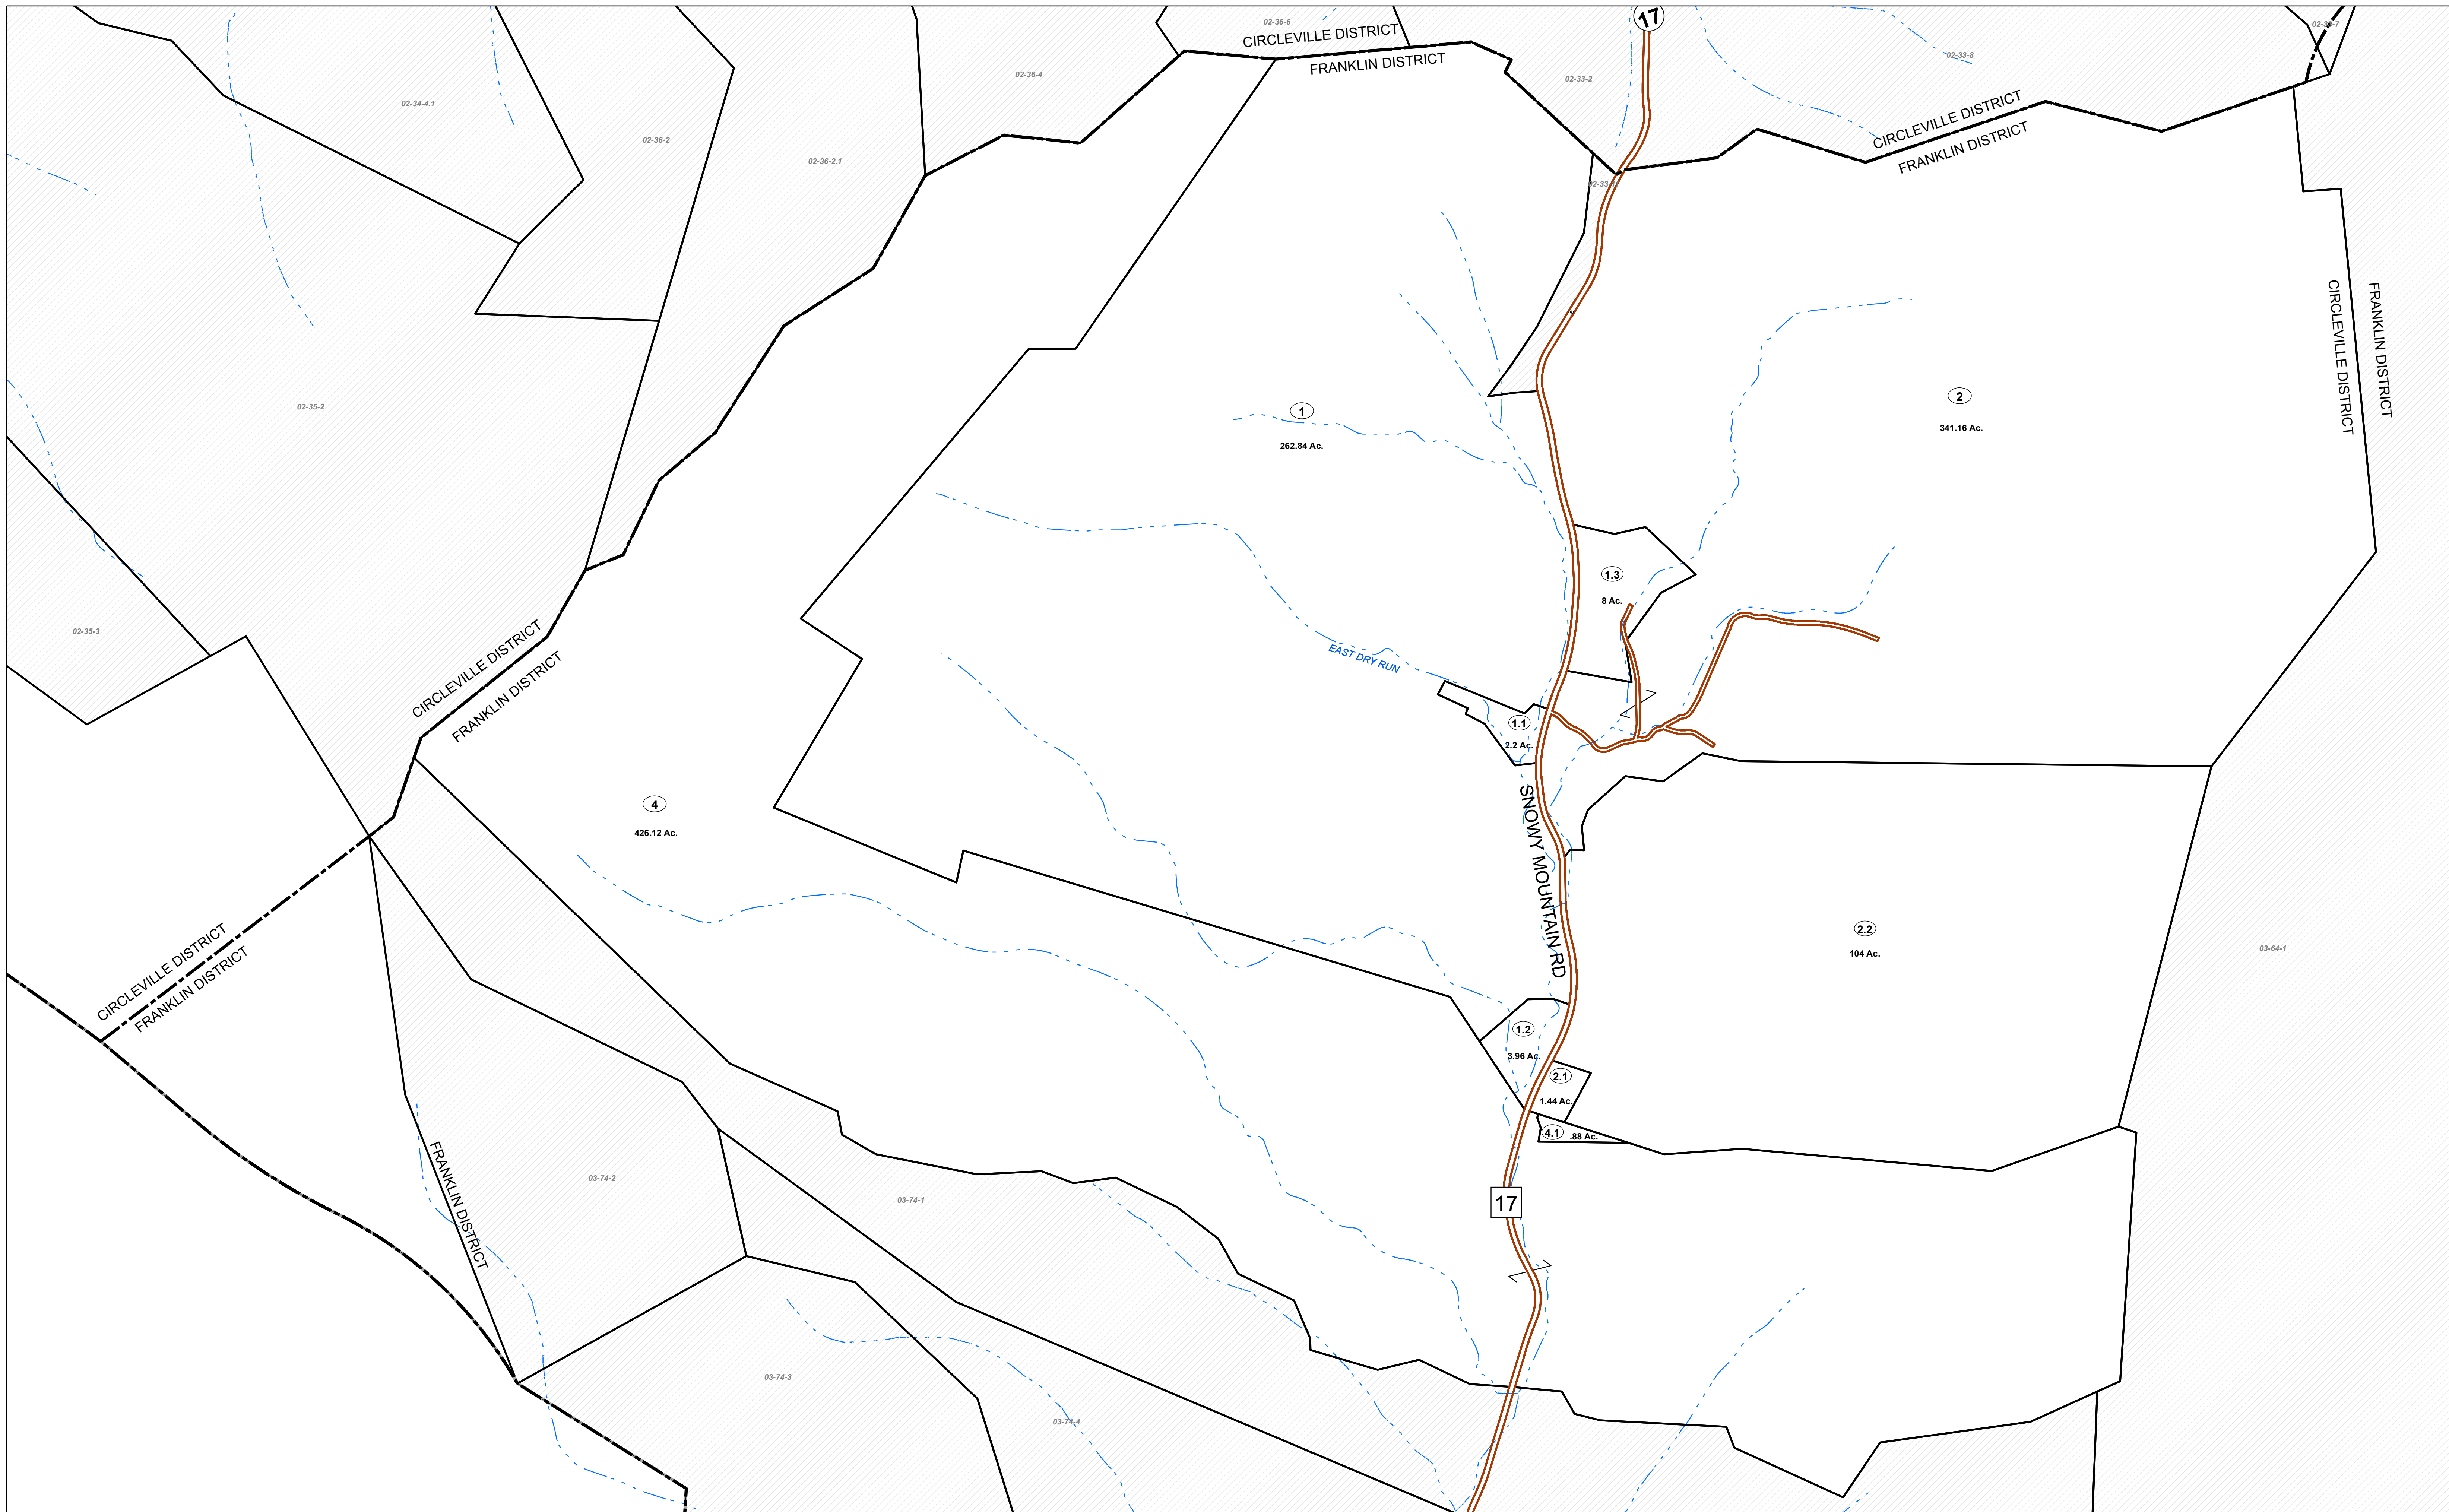 17
02-36-6
CIRCLEVILLE DISTRICT
FRANKLIN DISTRICT
02-33-8
02-36-4
02-33-2
02-34-4.1
02-36-2
02-36-2.1
CIRCLEVILLE DISTRICT
FRANKLIN DISTRICT
CIRCLEVILLE DISTRICT
FRANKLIN DISTRICT
02-35-2
1
262.84 Ac.
2
341.16 Ac.
1.3
8 Ac.
02-35-3
EAST DRY RUN
CIRCLEVILLE DISTRICT
FRANKLIN DISTRICT
1.1
2.2 Ac.
4
426.12 Ac.
SNOWY MOUNTAIN RD
2.2
104 Ac.
03-64-1
CIRCLEVILLE DISTRICT
FRANKLIN DISTRICT
1.2
3.96 Ac.
2.1
1.44 Ac.
4.1
.88 Ac.
FRANKLIN DISTRICT
03-74-2
03-74-1
17
03-74-3
03-74-4